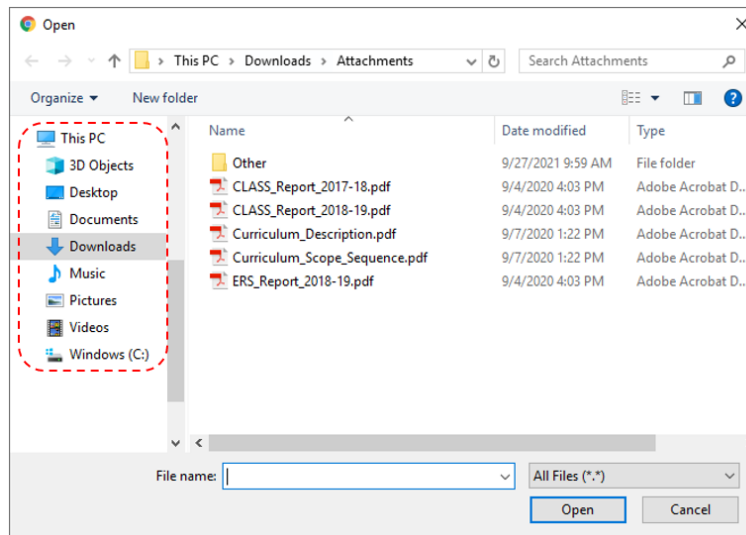 Open
This PC > Downloads > Attachments
Search Attachments
Organize
New folder
?
This PC
3D Objects
Desktop
Documents
Downloads
Music
Pictures
Videos
Windows (C:)
Name Date modified Type
Other 9/27/2021 9:59 AM File folder
CLASS_Report_2017-18.pdf 9/4/2020 4:03 PM Adobe Acrobat D...
CLASS_Report_2018-19.pdf 9/4/2020 4:03 PM Adobe Acrobat D...
Curriculum_Description.pdf 9/7/2020 1:22 PM Adobe Acrobat D...
Curriculum_Scope_Sequence.pdf 9/7/2020 1:22 PM Adobe Acrobat D...
ERS_Report_2018-19.pdf 9/4/2020 4:03 PM Adobe Acrobat D...
File name:
All Files (*.*)
Open
Cancel